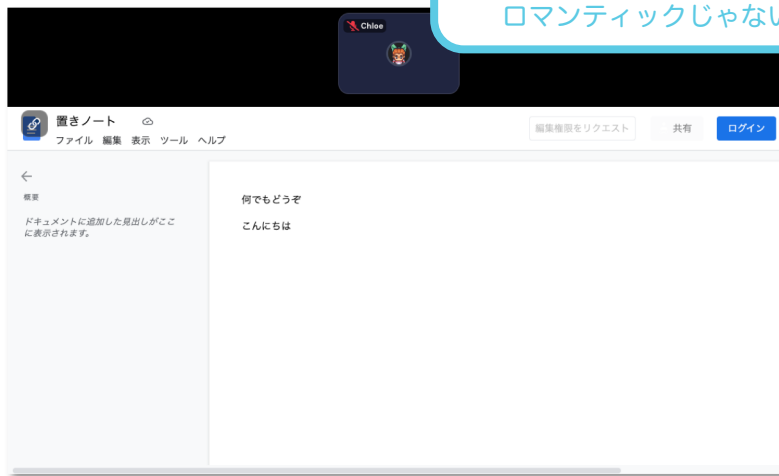 ロマンティックじゃない
Chloe
置きノート
ファイル 編集 表示 ツール ヘルプ
編集権限をリクエスト 共有 ログイン
概要
ドキュメントに追加した見出しがここ
に表示されます。
何でもどうぞ
こんにちは